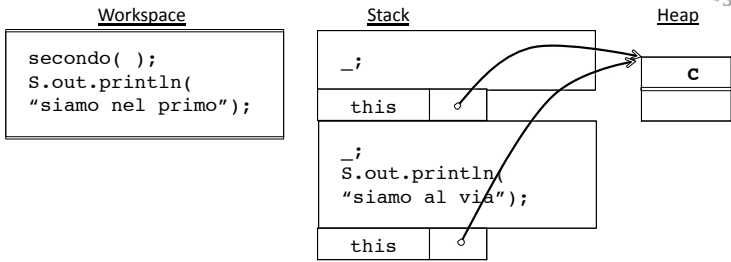 Workspace
Stack
Heap
secondo( );
S.out.println(
“siamo nel primo”);
_;
this
_;
S.out.println(
“siamo al via”);
this
C